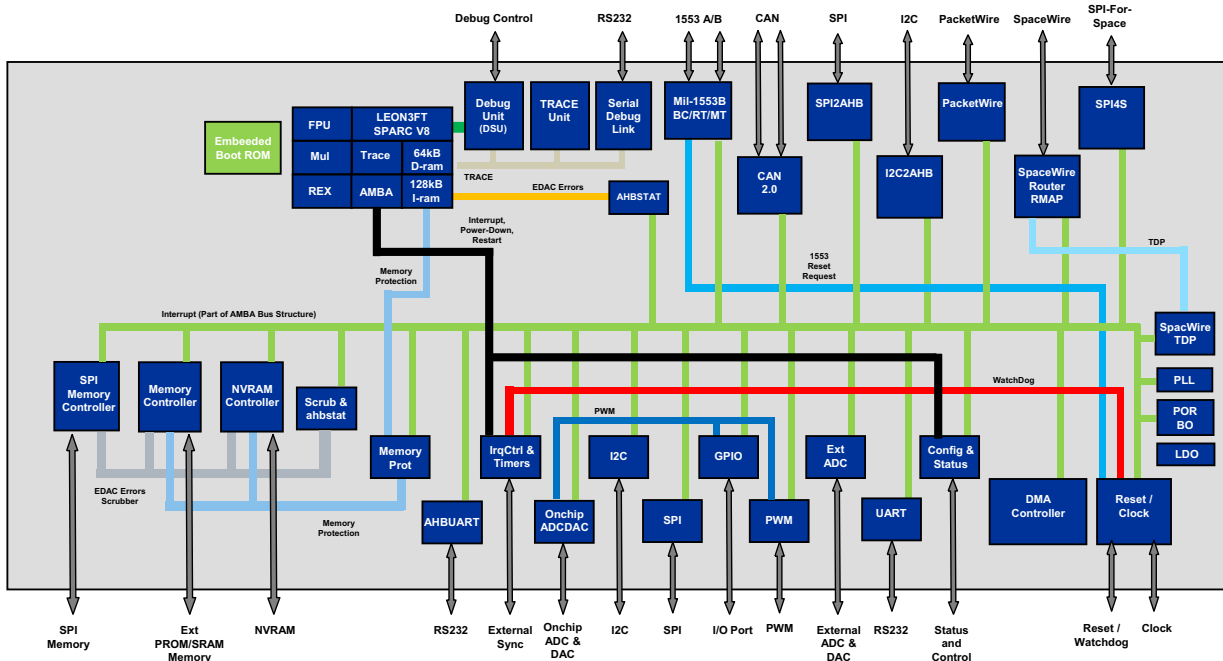 Debug Control
RS232
1553 A/B
CAN
SPI
I2C
PacketWire
SpaceWire
SPI-For-
Space
Embeeded
Boot ROM
FPU
LEON3FT
SPARC V8
Mul
Trace
64kB
D-ram
REX
AMBA
128kB
I-ram
Debug
Unit
(DSU)
TRACE
Unit
Serial
Debug
Link
Mil-1553B
BC/RT/MT
SPI2AHB
PacketWire
SPI4S
CAN
2.0
I2C2AHB
SpaceWire
Router
RMAP
TRACE
EDAC Errors
AHBSTAT
Interrupt,
Power-Down,
Restart
Memory
Protection
1553
Reset
Request
TDP
Interrupt (Part of AMBA Bus Structure)
SpacWire
TDP
PLL
POR
BO
LDO
SPI
Memory
Controller
Memory
Controller
NVRAM
Controller
Scrub &
ahbstat
WatchDog
PWM
Memory
Prot
IrqCtrl &
Timers
I2C
GPIO
Ext
ADC
Config &
Status
EDAC Errors
Scrubber
Memory
Protection
AHBUART
Onchip
ADCDAC
SPI
PWM
UART
DMA
Controller
Reset /
Clock
SPI
Memory
Ext
PROM/SRAM
Memory
NVRAM
RS232
External
Sync
Onchip
ADC &
DAC
I2C
SPI
I/O Port
PWM
External
ADC &
DAC
RS232
Status
and
Control
Reset /
Watchdog
Clock